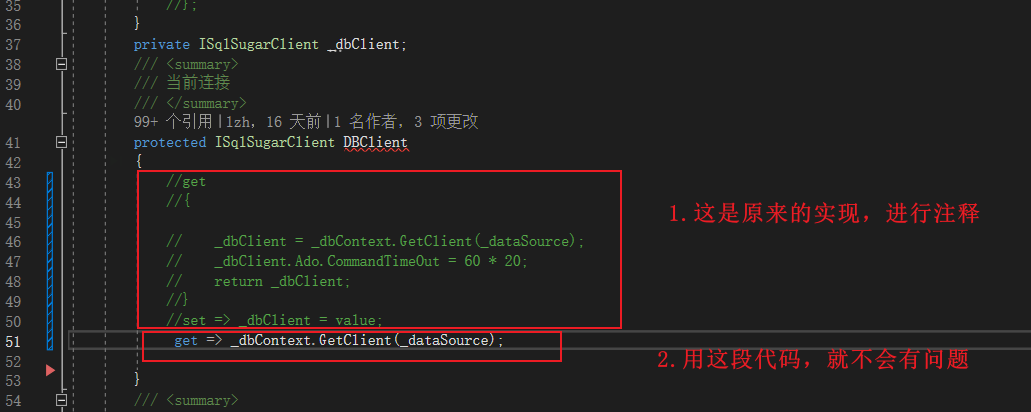 35 //};
36 }
37 private ISqlSugarClient _dbClient;
38 /// <summary>
39 /// 当前连接
40 /// </summary>
99+ 个引用|lzh，16 天前|1 名作者，3 项更改
41 protected ISqlSugarClient DBClient
42 {
43 //get
44 //{
45
46 // _dbClient = _dbContext.GetClient(_dataSource);
47 // _dbClient.Ado.CommandTimeOut = 60 * 20;
48 // return _dbClient;
49 //}
50 //set => _dbClient = value;
1.这是原来的实现，进行注释
51 get => _dbContext.GetClient(_dataSource);
2.用这段代码，就不会有问题
52
53 }
54 /// <summary>